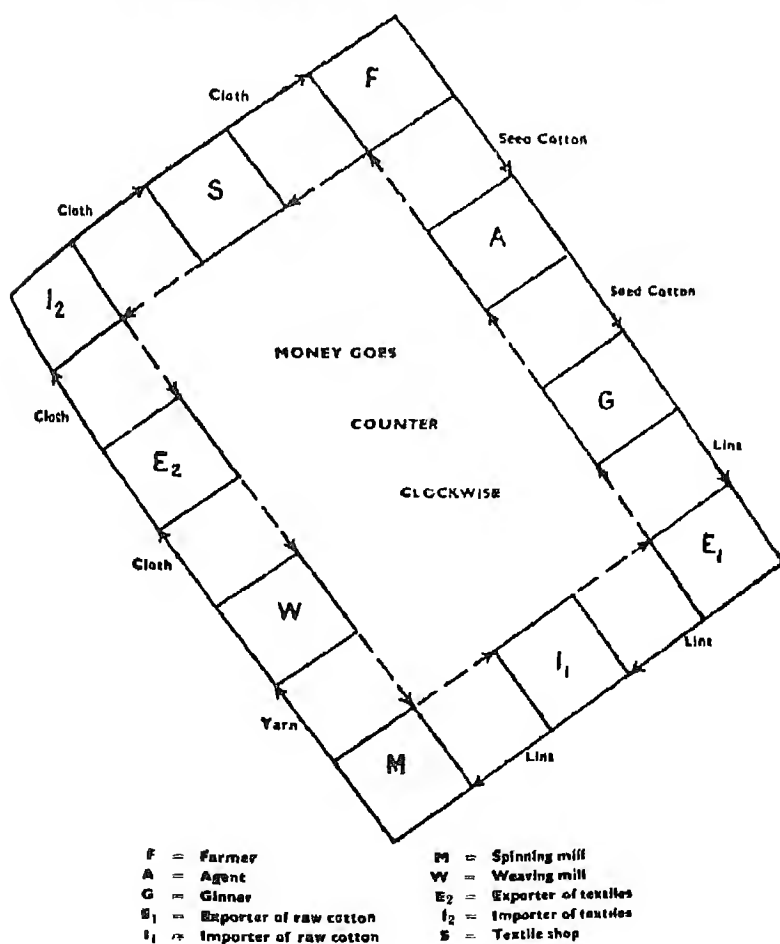 F
Cloth
Seed Cotton
S
Cloth
A
I₂
Seed Cotton
MONEY GOES
G
Cloth
COUNTER
E₂
Lint
CLOCKWISE
E₁
Cloth
W
Lint
I₁
Yarn
M
Lint
F = Farmer
A = Agent
G = Ginner
E₁ = Exporter of raw cotton
I₁ = Importer of raw cotton
M = Spinning mill
W = Weaving mill
E₂ = Exporter of textiles
I₂ = Importer of textiles
S = Textile shop